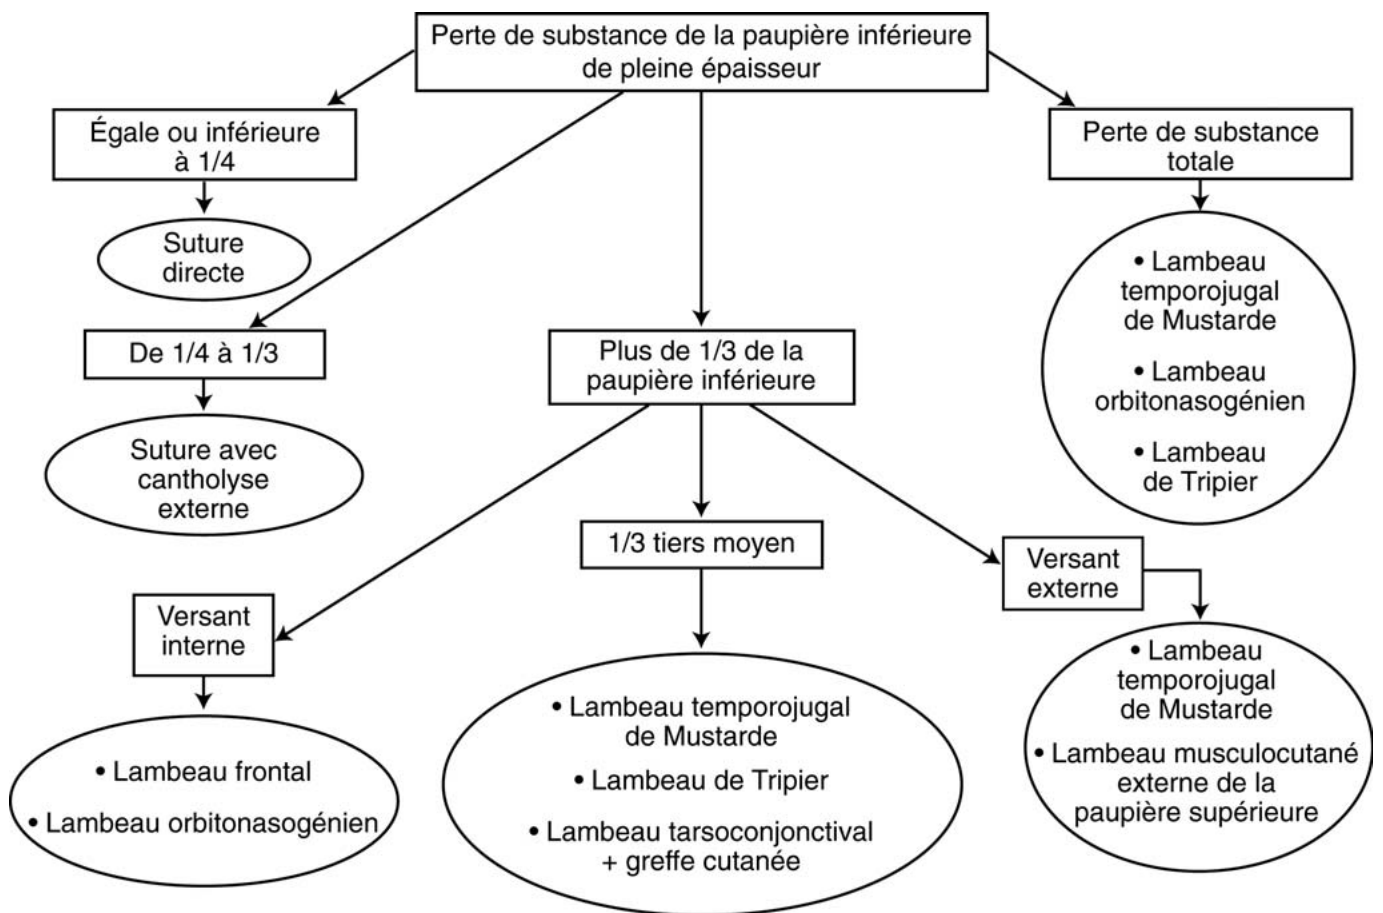 Perte de substance de la paupière inférieure
de pleine épaisseur
Égale ou inférieure
à 1/4
Suture
directe
De 1/4 à 1/3
Suture avec
cantholyse
externe
Plus de 1/3 de la
paupière inférieure
Versant
interne
• Lambeau frontal
• Lambeau orbitonasogénien
1/3 tiers moyen
• Lambeau temporojugal
de Mustarde
• Lambeau de Tripier
• Lambeau tarsoconjonctival
+ greffe cutanée
Versant
externe
• Lambeau
temporojugal
de Mustarde
• Lambeau musculocutané
externe de la
paupière supérieure
Perte de substance
totale
• Lambeau
temporojugal
de Mustarde
• Lambeau
orbitonasogénien
• Lambeau
de Tripier